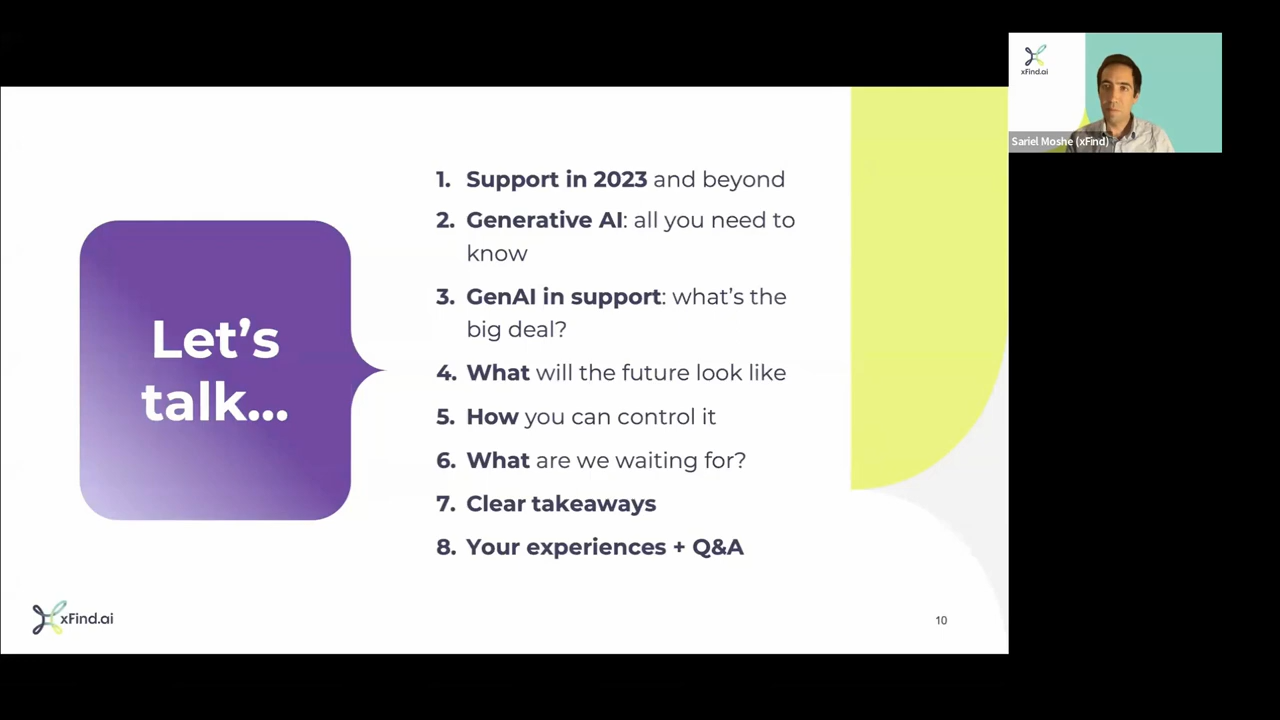 xFind.ai
Sariel Moshe (xFind)
Let's
talk...
1. Support in 2023 and beyond
2. Generative AI: all you need to
know
3. GenAI in support: what's the
big deal?
4. What will the future look like
5. How you can control it
6. What are we waiting for?
7. Clear takeaways
8. Your experiences + Q&A
xFind.ai
10